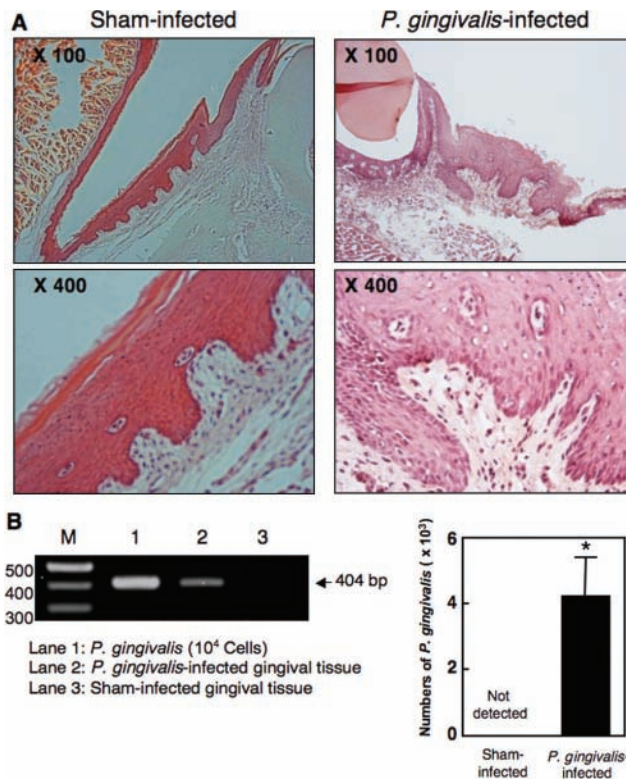 A
Sham-infected
P. gingivalis-infected
X 100
X 100
X 400
X 400
B
M 1 2 3
500
400
300
404 bp
Lane 1: P. gingivalis (10⁴ Cells)
Lane 2: P. gingivalis-infected gingival tissue
Lane 3: Sham-infected gingival tissue
Numbers of P. gingivalis ( x 10³)
6
4
2
0
*
Not
detected
Sham-
infected
P. gingivalis-
infected